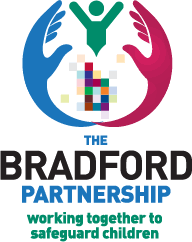 THE
BRADFORD
PARTNERSHIP
working together to
safeguard children